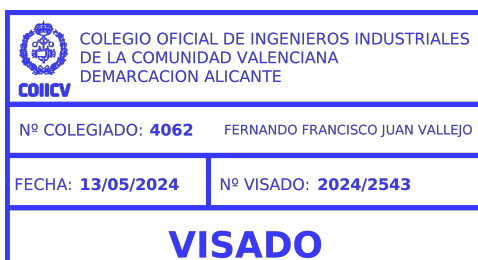 COLEGIO OFICIAL DE INGENIEROS INDUSTRIALES
DE LA COMUNIDAD VALENCIANA
DEMARCACION ALICANTE
COIICV
Nº COLEGIADO: 4062 FERNANDO FRANCISCO JUAN VALLEJO
FECHA: 13/05/2024 Nº VISADO: 2024/2543
VISADO